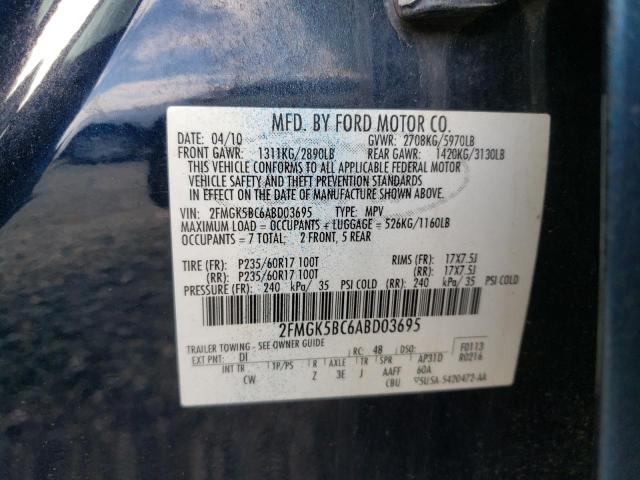 MFD. BY FORD MOTOR CO.
DATE: 04/10 GVWR: 2708KG/5970LB
FRONT GAWR: 1311KG/2890LB REAR GAWR: 1420KG/3130LB
THIS VEHICLE CONFORMS TO ALL APPLICABLE FEDERAL MOTOR
VEHICLE SAFETY AND THEFT PREVENTION STANDARDS
IN EFFECT ON THE DATE OF MANUFACTURE SHOWN ABOVE.
VIN: 2FMGK5BC6ABD03695 TYPE: MPV
MAXIMUM LOAD = OCCUPANTS + LUGGAGE = 526KG/1160LB
OCCUPANTS = 7 TOTAL: 2 FRONT, 5 REAR
TIRE (FR): P235/60R17 100T RIMS (FR): 17X7.5J
(RR): P235/60R17 100T (RR): 17X7.5J
PRESSURE (FR): 240 kPa/ 35 PSI COLD (RR): 240 kPa/ 35 PSI COLD
2FMGK5BC6ABD03695
TRAILER TOWING - SEE OWNER GUIDE RC: 48 DSO: F0113
EXT PNT: DI R0216
INT TR TP/PS R AXLE TR SPR AP31D
CW Z 3E J AAFF 60A
CBU 5U5A-5420472-AA